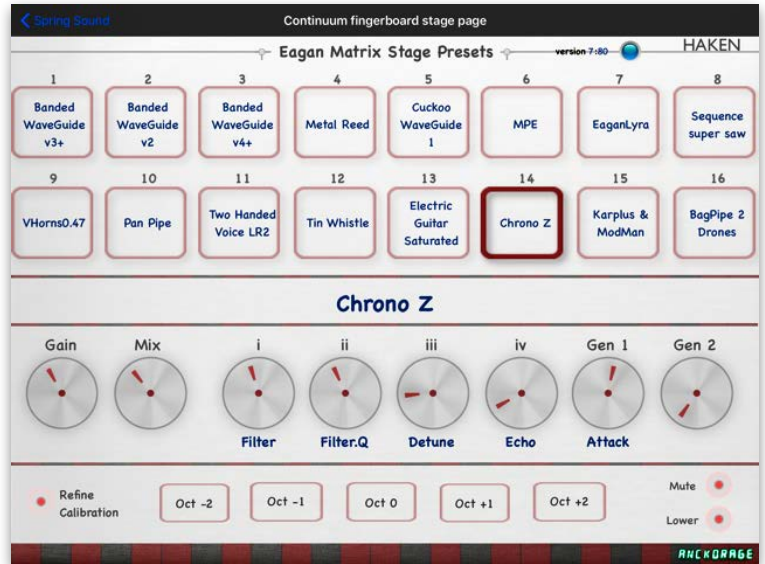 Spring Sound
Continuum fingerboard stage page
Eagan Matrix Stage Presets
version 7:80
HAKEN
1 2 3 4 5 6 7 8
Banded WaveGuide v3+
Banded WaveGuide v2
Banded WaveGuide v4+
Metal Reed
Cuckoo WaveGuide 1
MPE
EaganLyra
Sequence super saw
9 10 11 12 13 14 15 16
VHorns0.47
Pan Pipe
Two Handed Voice LR2
Tin Whistle
Electric Guitar Saturated
Chrono Z
Karplus & ModMan
BagPipe 2 Drones
Chrono Z
Gain Mix i ii iii iv Gen 1 Gen 2
Filter Filter.Q Detune Echo Attack
Refine Calibration
Oct -2 Oct -1 Oct 0 Oct +1 Oct +2
Mute
Lower
ANCKORAGE